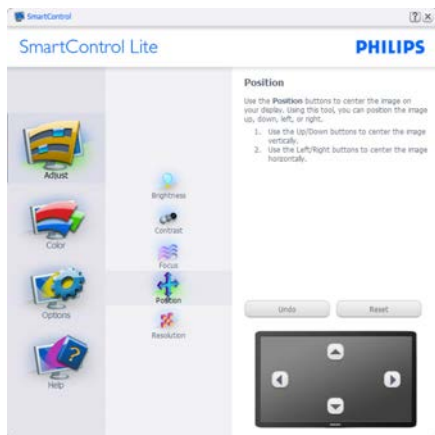 SmartControl
SmartControl Lite
PHILIPS
Adjust
Color
Options
Help
Brightness
Contrast
Focus
Position
Resolution
Position
Use the Position buttons to center the image on
your display. Using this tool, you can position the image
up, down, left, or right.
1. Use the Up/Down buttons to center the image
vertically.
2. Use the Left/Right buttons to center the image
horizontally.
Undo
Reset